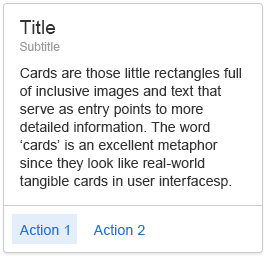 Title
Subtitle
Cards are those little rectangles full
of inclusive images and text that
serve as entry points to more
detailed information. The word
‘cards’ is an excellent metaphor
since they look like real-world
tangible cards in user interfacesp.
Action 1 Action 2